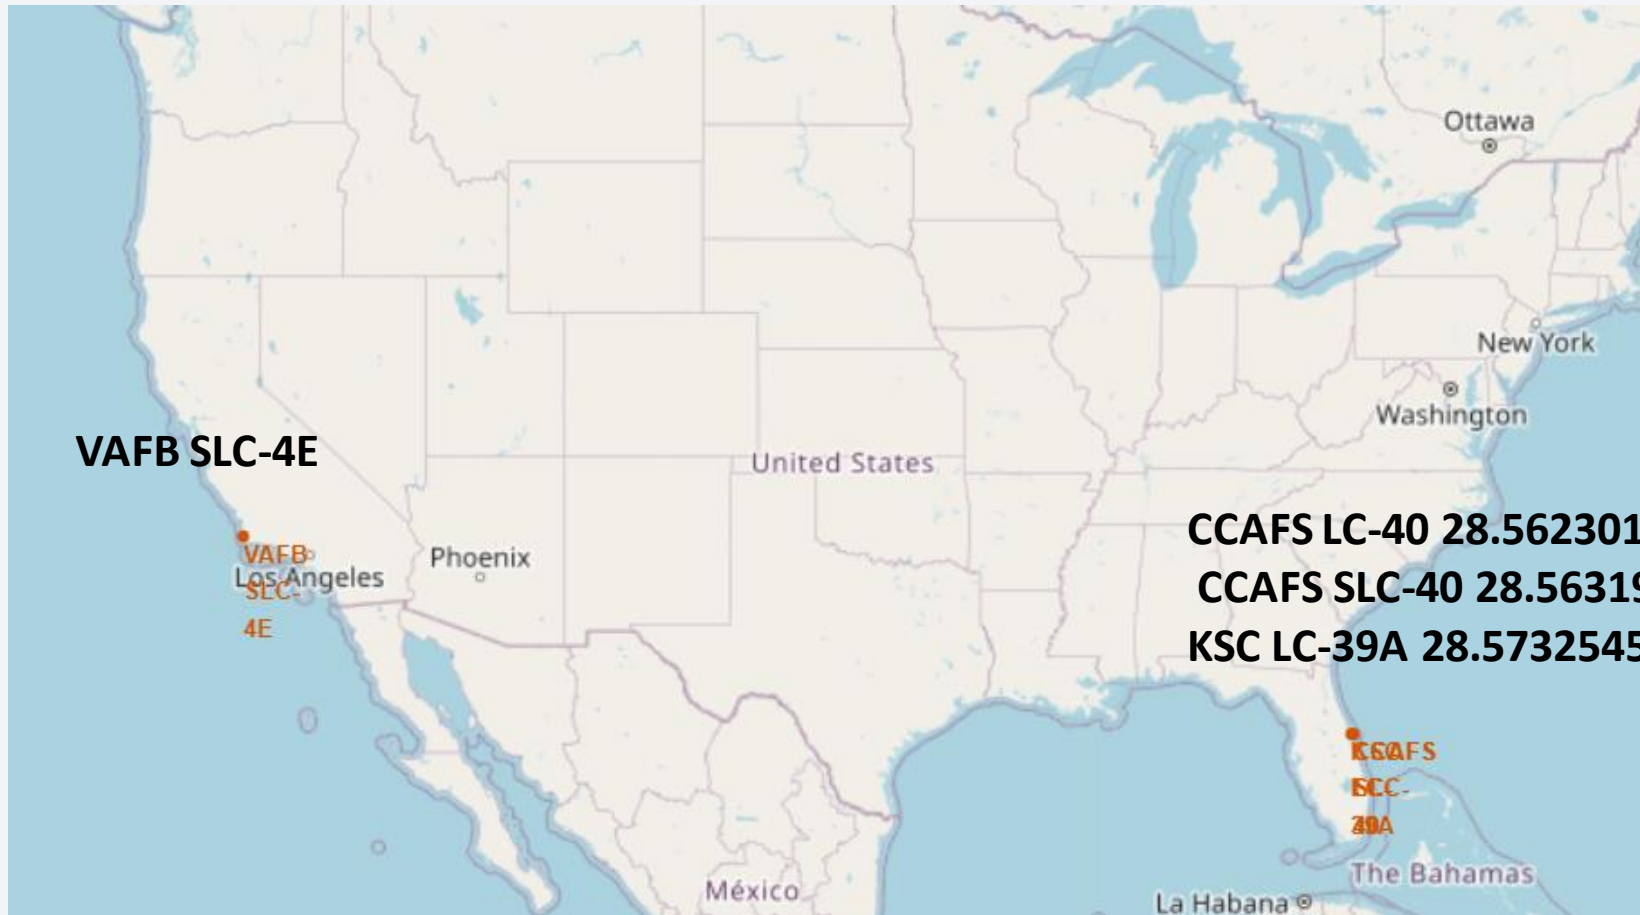 Ottawa
New York
Washington
VAFB SLC-4E
United States
CCAFS LC-40 28.562301
CCAFS SLC-40 28.56319
KSC LC-39A 28.5732545
VAFB
Phoenix
Los Angeles
SLC-
4E
CCAFS
The Bahamas
México
La Habana